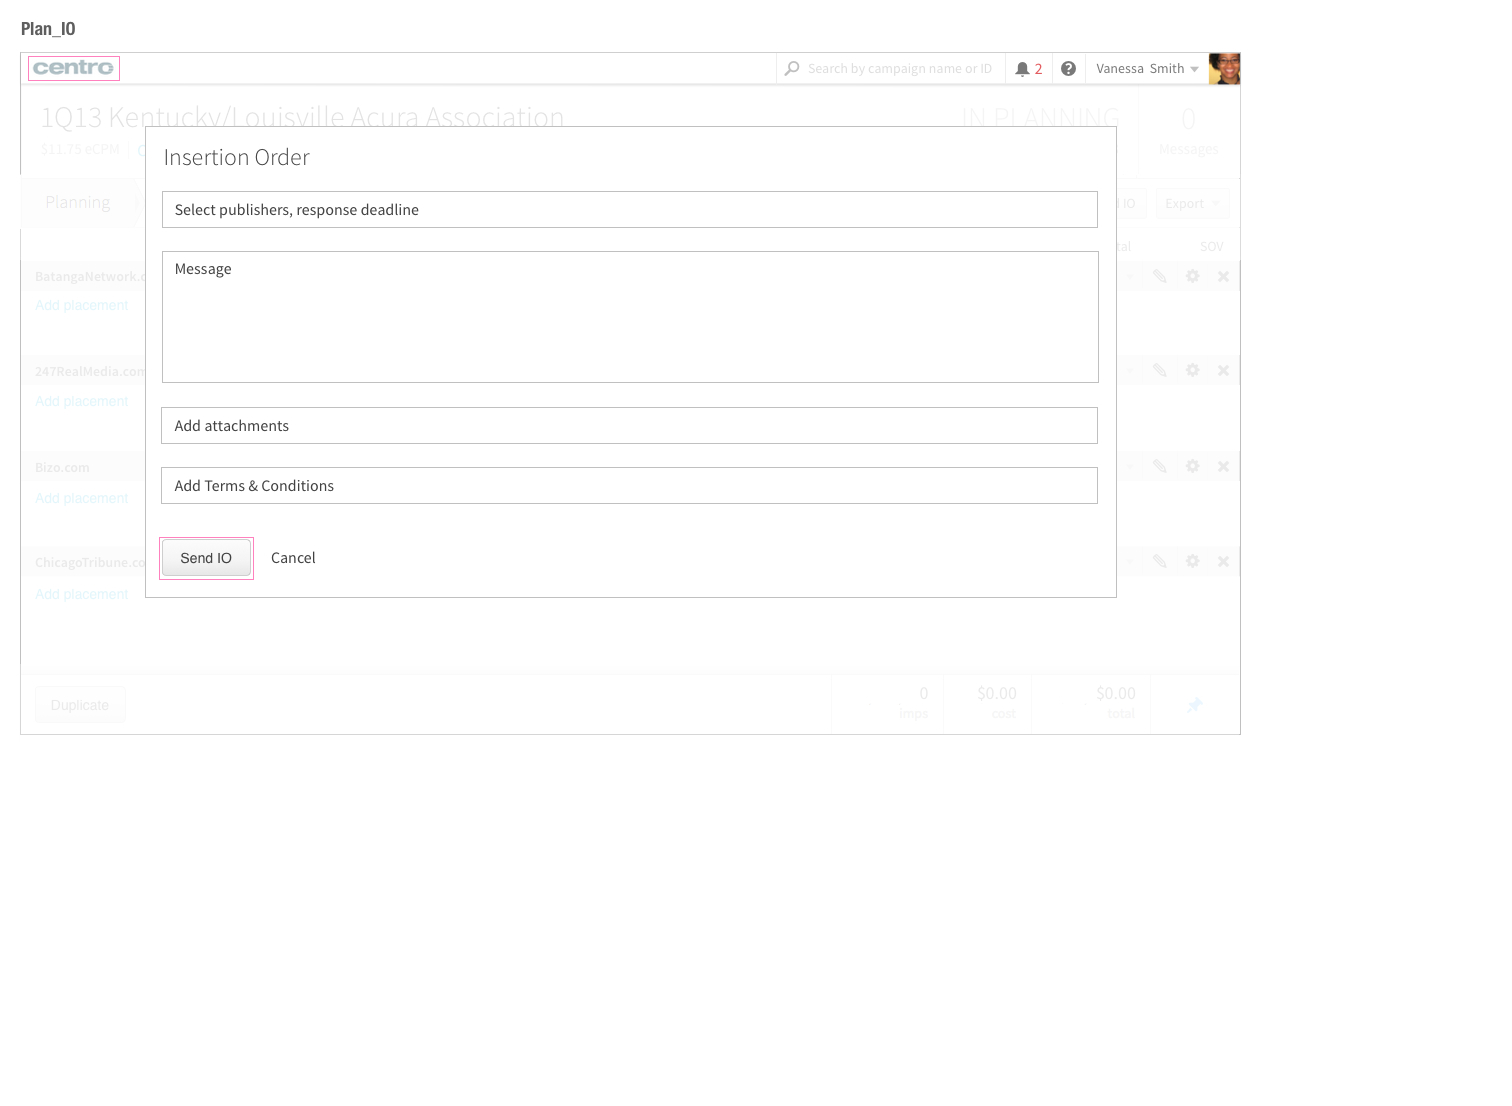 Plan_IO
centro
Search by campaign name or ID
2
Vanessa Smith
1Q13 Kentucky/Louisville Acura Association
IN PLANNING
0
$11.75 eCPM
Messages
Insertion Order
Planning
IO
Export
Select publishers, response deadline
SOV
Message
BatangaNetwork.c
Add placement
247RealMedia.com
Add placement
Add attachments
Bizo.com
Add Terms & Conditions
Add placement
Send IO
Cancel
ChicagoTribune.co
Add placement
Duplicate
0
imps
$0.00
cost
$0.00
total